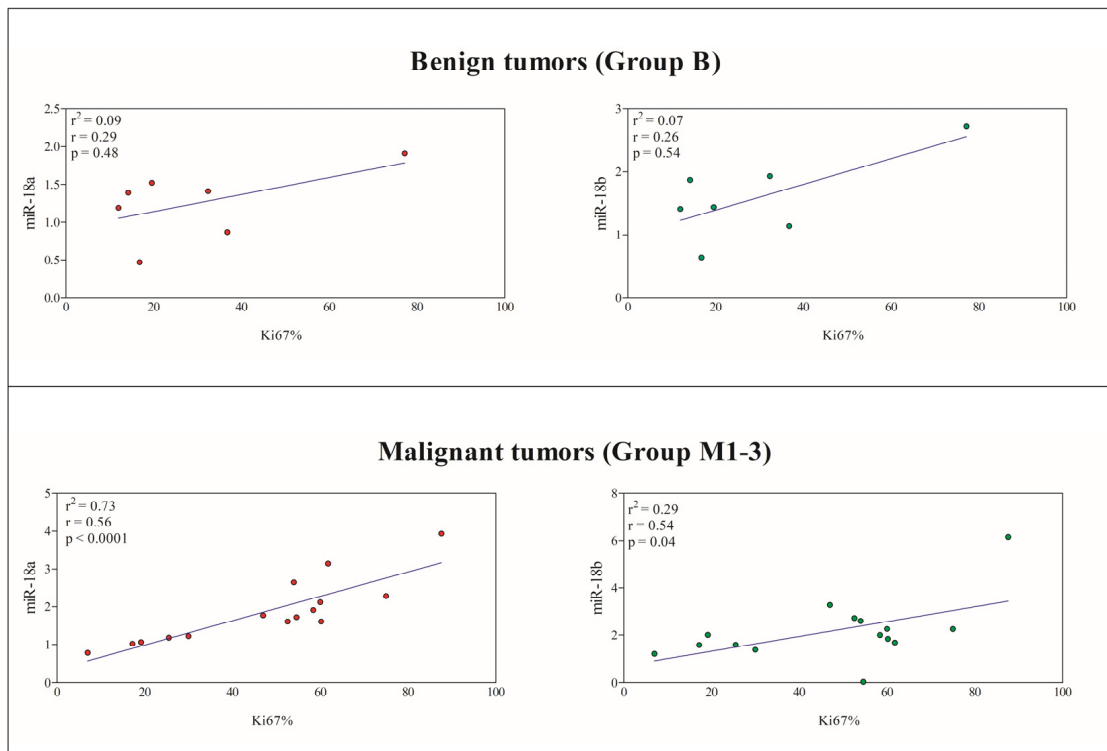 Benign tumors (Group B)
r² = 0.09
r = 0.29
p = 0.48
miR-18a
2.5
2.0
1.5
1.0
0.5
0.0
0 20 40 60 80 100
Ki67%
r² = 0.07
r = 0.26
p = 0.54
miR-18b
3
2
1
0
0 20 40 60 80 100
Ki67%
Malignant tumors (Group M1-3)
r² = 0.73
r = 0.56
p < 0.0001
miR-18a
5
4
3
2
1
0
0 20 40 60 80 100
Ki67%
r² = 0.29
r = 0.54
p = 0.04
miR-18b
8
6
4
2
0
0 20 40 60 80 100
Ki67%